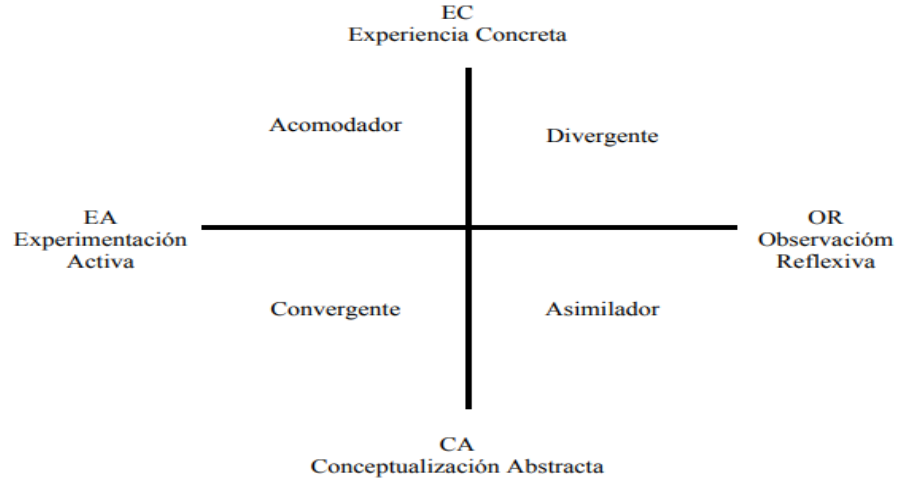 EC
Experiencia Concreta
Acomodador
Divergente
EA
Experimentación
Activa
OR
Observacióm
Reflexiva
Convergente
Asimilador
CA
Conceptualización Abstracta